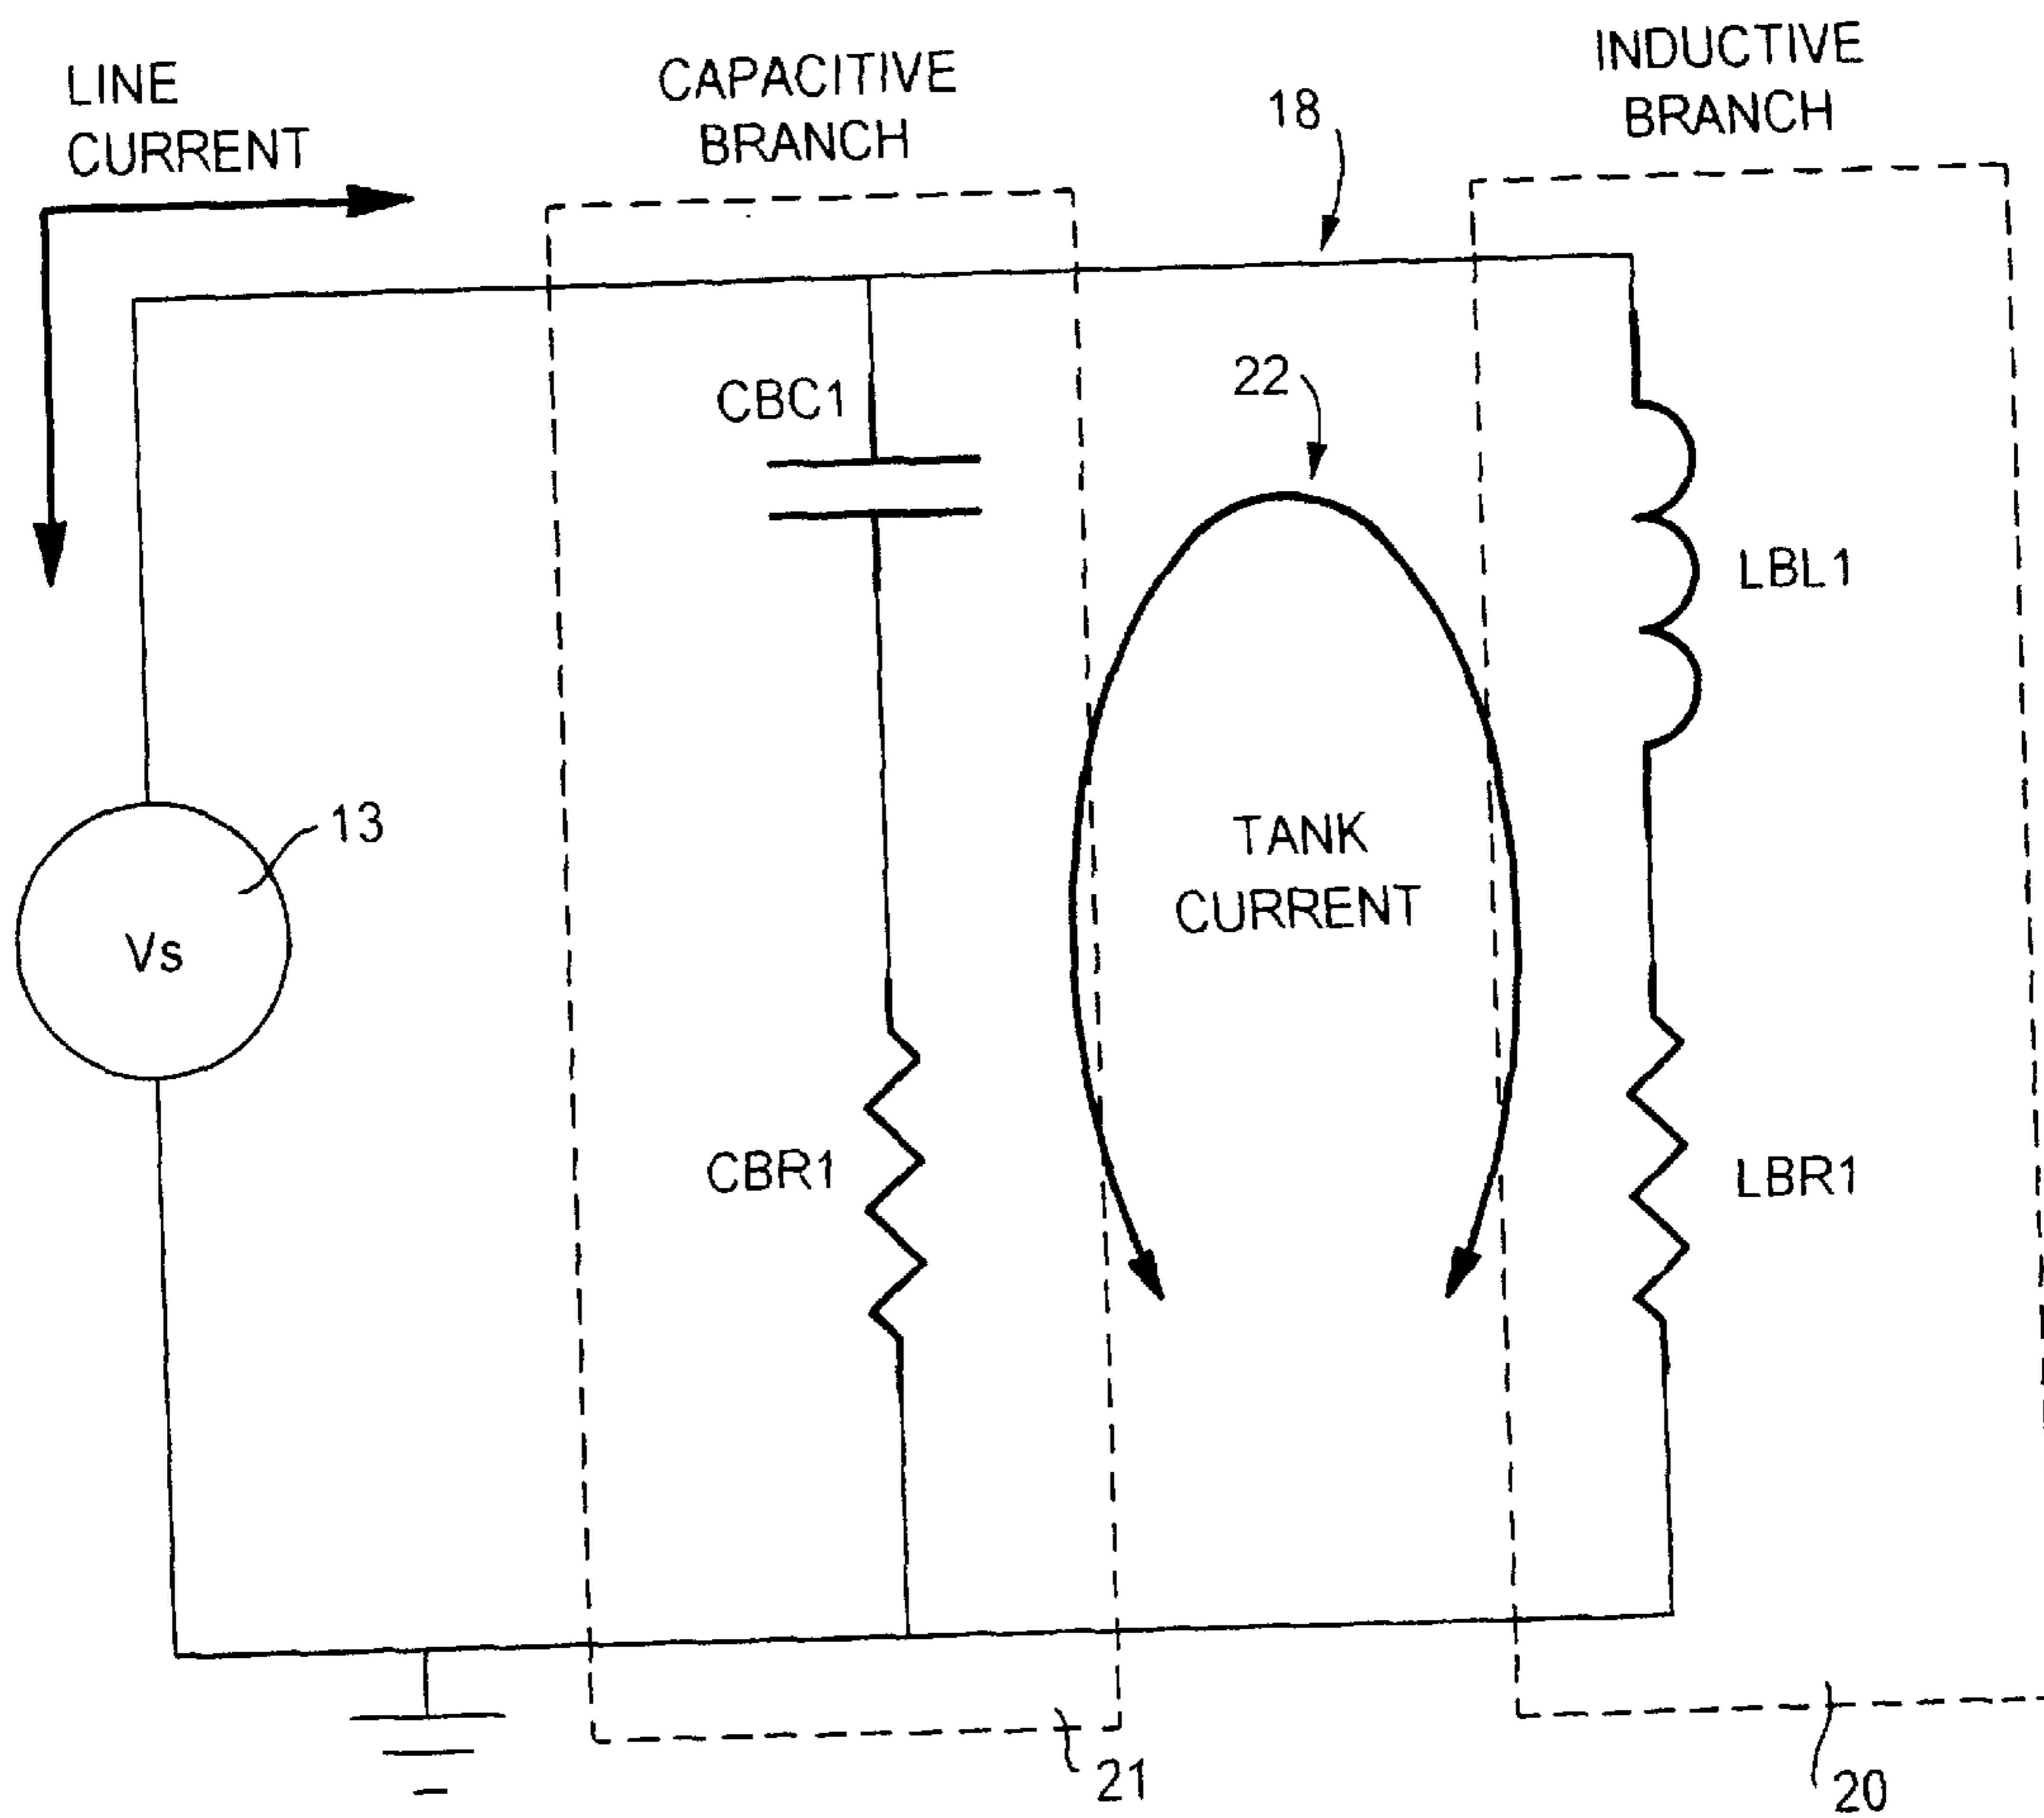 LINE
CURRENT
CAPACITIVE
BRANCH
18
INDUCTIVE
BRANCH
CBC1
22
LBL1
13
Vs
TANK
CURRENT
CBR1
LBR1
21
20